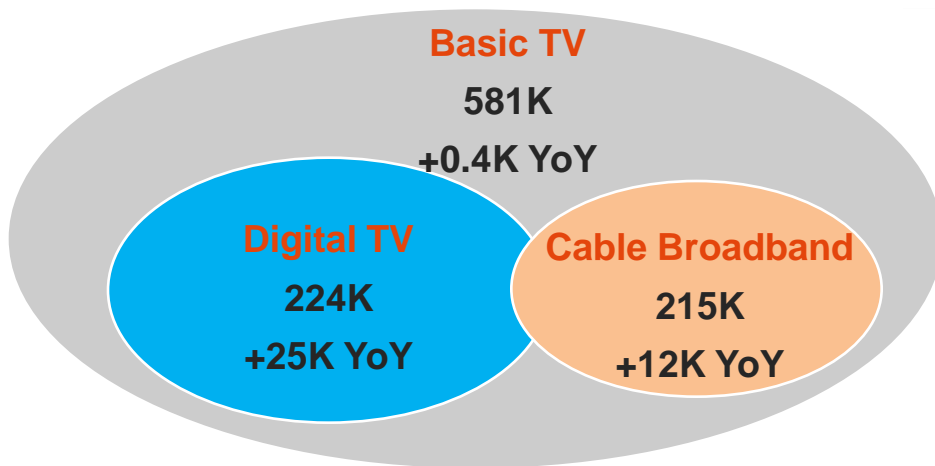 Basic TV
581K
+0.4K YoY
Digital TV
224K
+25K YoY
Cable Broadband
215K
+12K YoY